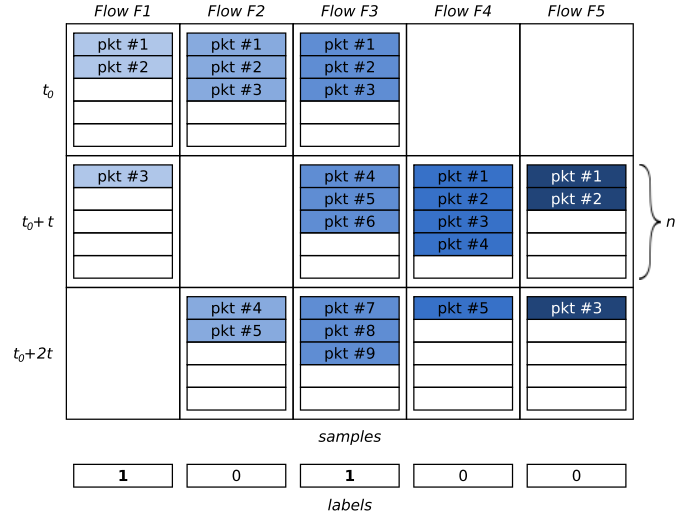 Flow F1 Flow F2 Flow F3 Flow F4 Flow F5
t0
pkt #1 pkt #1 pkt #1
pkt #2 pkt #2 pkt #2
pkt #3 pkt #3
t0+t
pkt #3 pkt #4 pkt #1 pkt #1
pkt #5 pkt #2 pkt #2
pkt #6 pkt #3
pkt #4
n
t0+2t
pkt #4 pkt #7 pkt #5 pkt #3
pkt #5 pkt #8
pkt #9
samples
1 0 1 0 0
labels